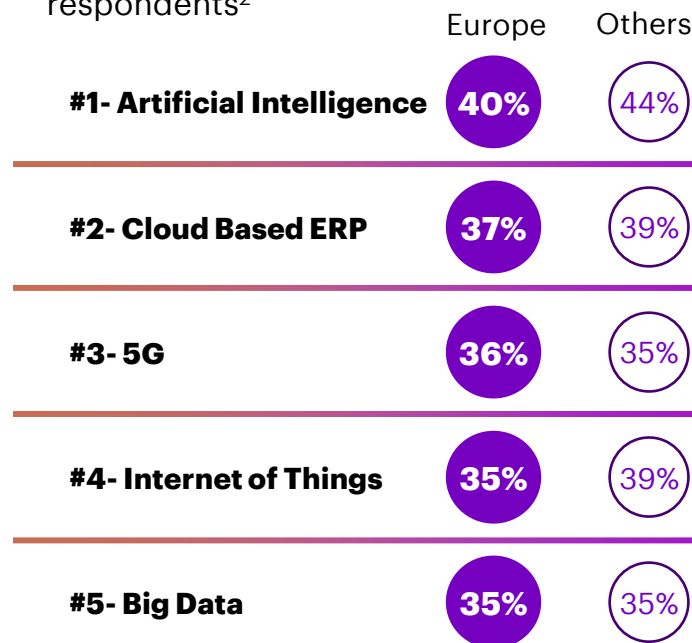 respondents²
Europe Others
#1- Artificial Intelligence 40% 44%
#2- Cloud Based ERP 37% 39%
#3- 5G 36% 35%
#4- Internet of Things 35% 39%
#5- Big Data 35% 35%